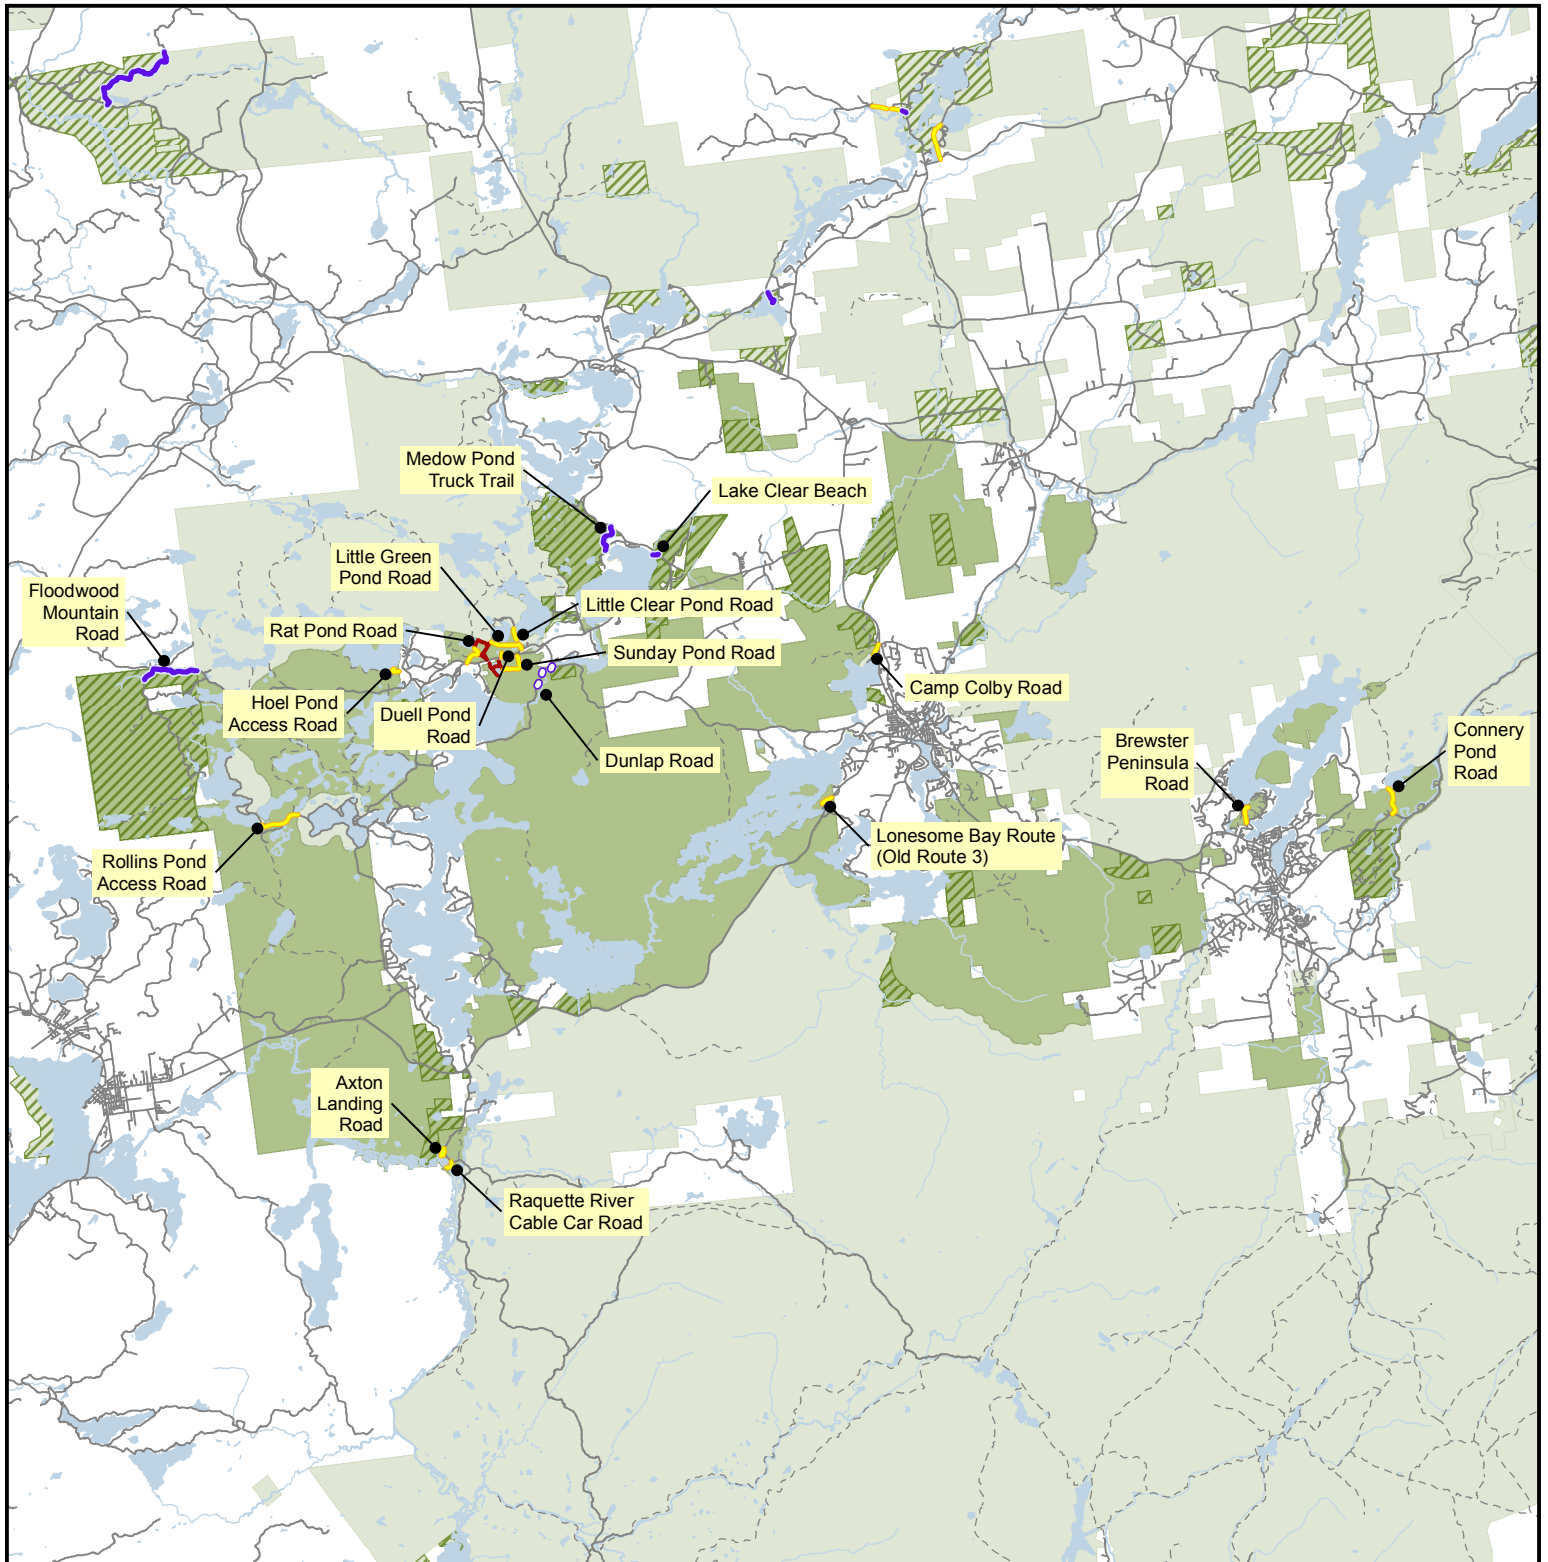 Medow Pond
Truck Trail
Lake Clear Beach
Little Green
Pond Road
Floodwood
Mountain
Road
Little Clear Pond Road
Rat Pond Road
Sunday Pond Road
Hoel Pond
Access Road
Duell Pond
Road
Camp Colby Road
Dunlap Road
Brewster
Peninsula
Road
Connery
Pond
Road
Rollins Pond
Access Road
Lonesome Bay Route
(Old Route 3)
Axton
Landing
Road
Raquette River
Cable Car Road